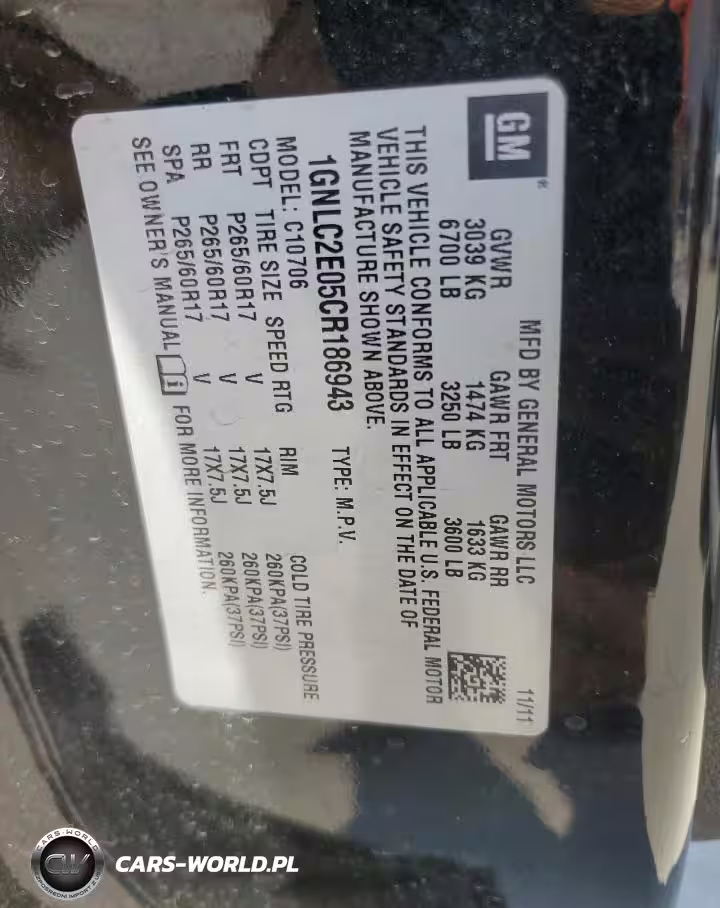 GM®
MFD BY GENERAL MOTORS LLC 11/11
GVWR GAWR FRT GAWR RR
3039 KG 1474 KG 1633 KG
6700 LB 3250 LB 3600 LB
THIS VEHICLE CONFORMS TO ALL APPLICABLE U.S. FEDERAL MOTOR
VEHICLE SAFETY STANDARDS IN EFFECT ON THE DATE OF
MANUFACTURE SHOWN ABOVE.
1GNLC2E05CR186943 TYPE: M.P.V.
MODEL: C10706
CDPT TIRE SIZE SPEED RTG RIM COLD TIRE PRESSURE
FRT P265/60R17 V 17X7.5J 260KPA(37PSI)
RR P265/60R17 V 17X7.5J 260KPA(37PSI)
SPA P265/60R17 V 17X7.5J 260KPA(37PSI)
SEE OWNER'S MANUAL FOR MORE INFORMATION.
CARS-WORLD
CW
CARS-WORLD.PL